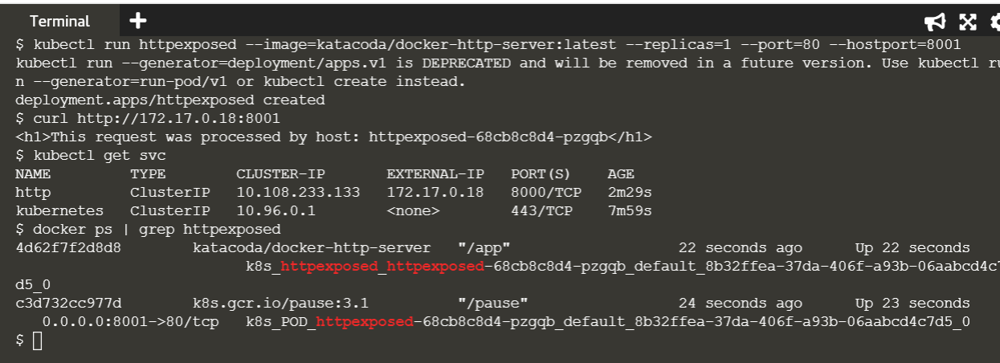 Terminal +
$ kubectl run httpexposed --image=katacoda/docker-http-server:latest --replicas=1 --port=80 --hostport=8001
kubectl run --generator=deployment/apps.v1 is DEPRECATED and will be removed in a future version. Use kubectl ru
n --generator=run-pod/v1 or kubectl create instead.
deployment.apps/httpexposed created
$ curl http://172.17.0.18:8001
<h1>This request was processed by host: httpexposed-68cb8c8d4-pzgqb</h1>
$ kubectl get svc
NAME TYPE CLUSTER-IP EXTERNAL-IP PORT(S) AGE
http ClusterIP 10.108.233.133 172.17.0.18 8000/TCP 2m29s
kubernetes ClusterIP 10.96.0.1 <none> 443/TCP 7m59s
$ docker ps | grep httpexposed
4d62f7f2d8d8 katacoda/docker-http-server "/app" 22 seconds ago Up 22 seconds
k8s_httpexposed_httpexposed-68cb8c8d4-pzgqb_default_8b32ffea-37da-406f-a93b-06aabcd4c7
d5_0
c3d732cc977d k8s.gcr.io/pause:3.1 "/pause" 24 seconds ago Up 23 seconds
0.0.0.0:8001->80/tcp k8s_POD_httpexposed-68cb8c8d4-pzgqb_default_8b32ffea-37da-406f-a93b-06aabcd4c7d5_0
$